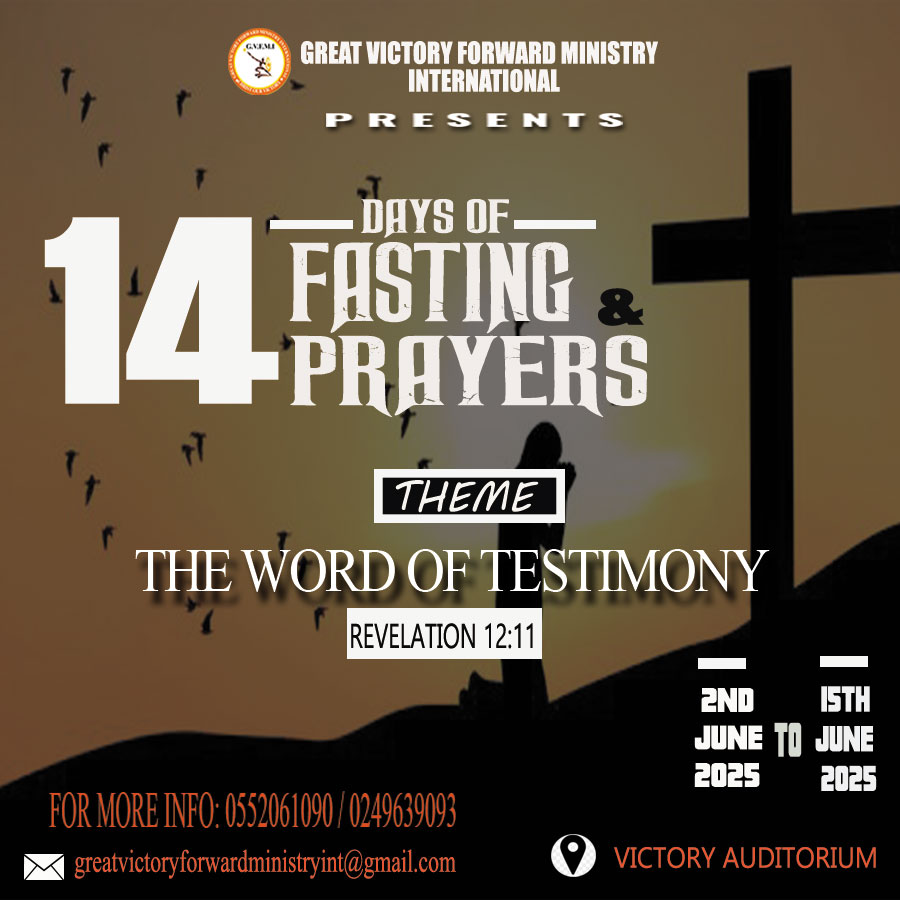 G.V.F.M.I
GREAT VICTORY FORWARD MINISTRY
INTERNATIONAL
PRESENTS
14
DAYS OF
FASTING &
PRAYERS
THEME
THE WORD OF TESTIMONY
REVELATION 12:11
2ND
JUNE
2025
TO
15TH
JUNE
2025
FOR MORE INFO: 0552061090 / 0249639093
greatvictoryforwardministryint@gmail.com
VICTORY AUDITORIUM